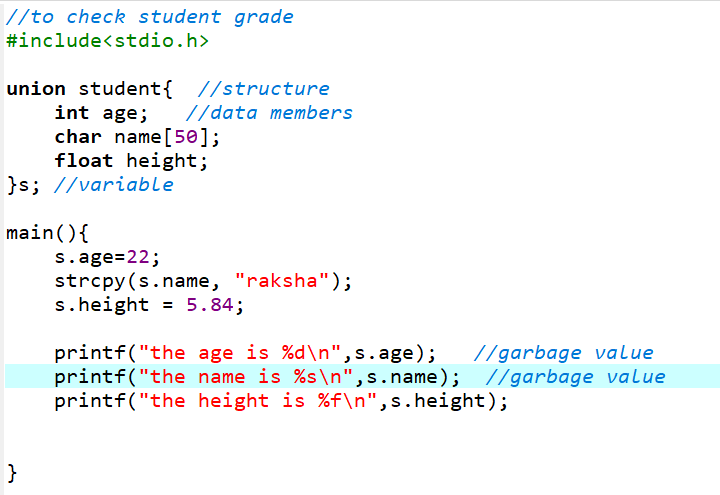 //to check student grade
#include<stdio.h>
union student{  //structure
    int age;   //data members
    char name[50];
    float height;
}s; //variable
main(){
    s.age=22;
    strcpy(s.name, "raksha");
    s.height = 5.84;
    printf("the age is %d\n",s.age);   //garbage value
    printf("the name is %s\n",s.name);  //garbage value
    printf("the height is %f\n",s.height);
}